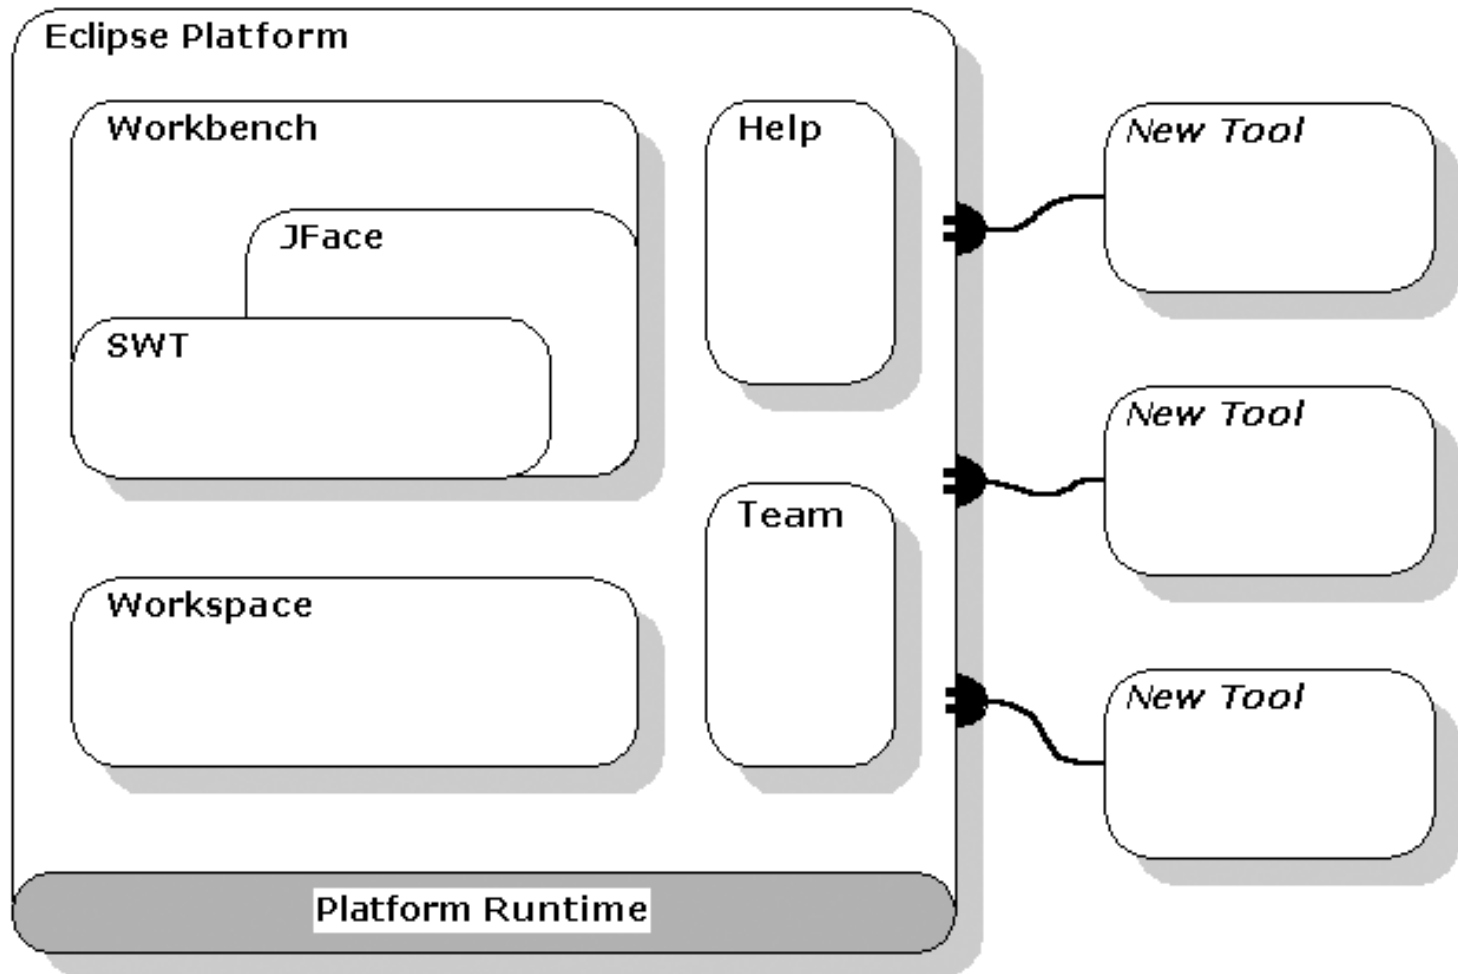 Eclipse Platform
Workbench
JFace
SWT
Workspace
Help
Team
Platform Runtime
New Tool
New Tool
New Tool